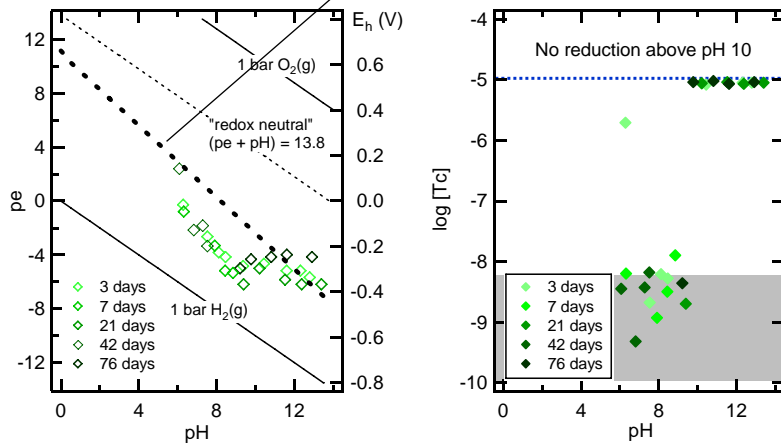 12
8
4
0
-4
-8
-12
pe
0
4
8
12
pH
E_h (V)
0.6
0.4
0.2
0.0
-0.2
-0.4
-0.6
-0.8
1 bar O₂(g)
"redox neutral"
(pe + pH) = 13.8
1 bar H₂(g)
3 days
7 days
21 days
42 days
76 days
-4
-5
-6
-7
-8
-9
-10
log [Tc]
0
4
8
12
pH
No reduction above pH 10
3 days
7 days
21 days
42 days
76 days